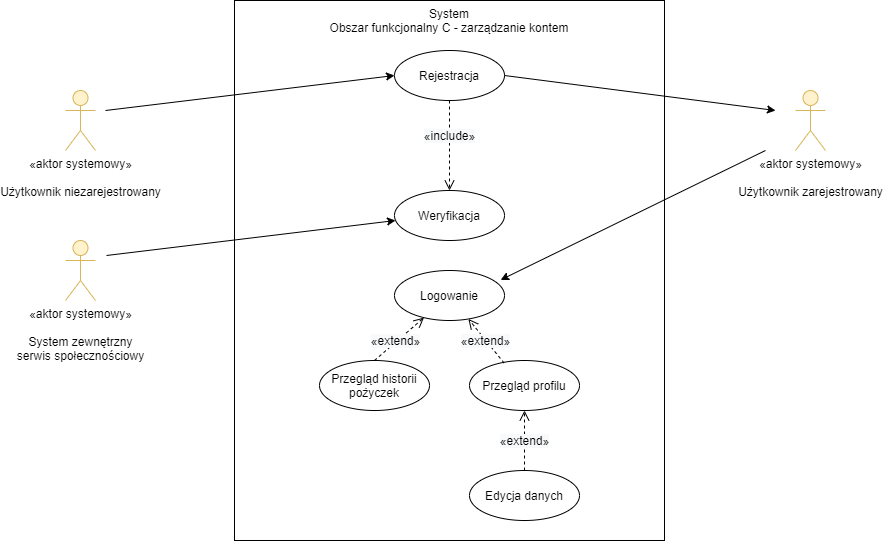 System
Obszar funkcjonalny C - zarządzanie kontem
Rejestracja
«include»
«aktor systemowy»
Użytkownik niezarejestrowany
«aktor systemowy»
Użytkownik zarejestrowany
Weryfikacja
«aktor systemowy»
System zewnętrzny
serwis społecznościowy
Logowanie
«extend»
«extend»
Przegląd historii
pożyczek
Przegląd profilu
«extend»
Edycja danych